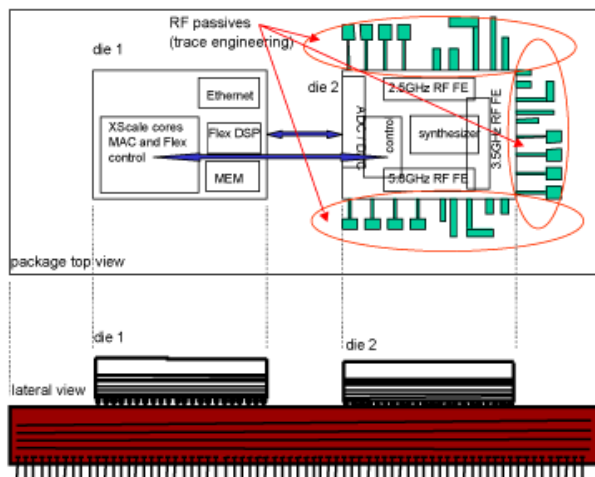 RF passives
(trace engineering)
die 1
die 2
Ethernet
XScale cores
MAC and Flex
control
Flex DSP
MEM
2.5GHz RF FE
ADC / DAC
control
synthesizer
3.5GHz RF FE
5.8GHz RF FE
package top view
die 1
die 2
lateral view